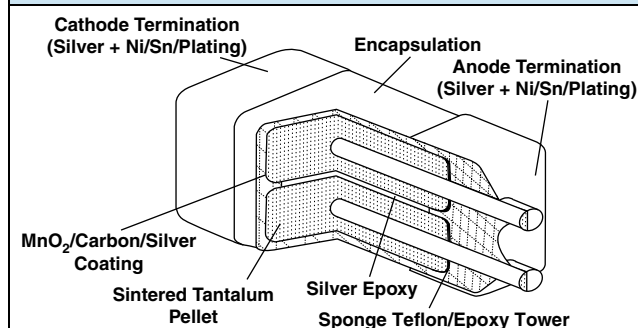 Cathode Termination
(Silver + Ni/Sn/Plating)
Encapsulation
Anode Termination
(Silver + Ni/Sn/Plating)
MnO₂/Carbon/Silver
Coating
Sintered Tantalum
Pellet
Silver Epoxy
Sponge Teflon/Epoxy Tower